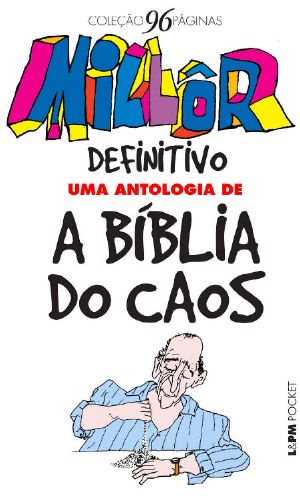 COLEÇÃO 96 PÁGINAS
MILLÔR
DEFINITIVO
UMA ANTOLOGIA DE
A BÍBLIA
DO CAOS
L&PM POCKET